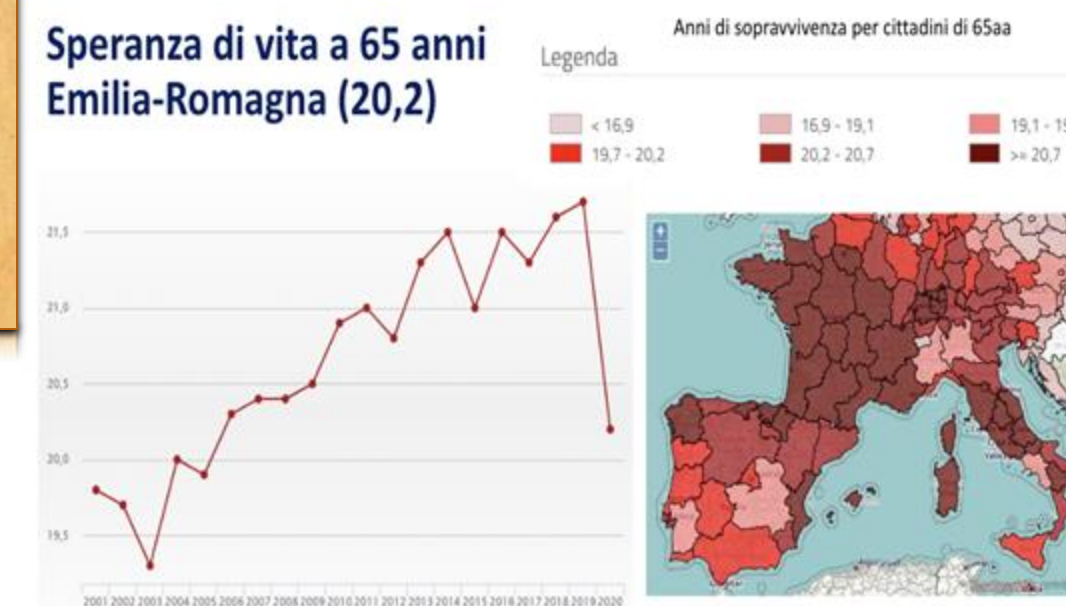 Speranza di vita a 65 anni
Emilia-Romagna (20,2)
Anni di sopravvivenza per cittadini di 65aa
Legenda
< 16,9
16,9 - 19,1
19,1 - 19
19,7 - 20,2
20,2 - 20,7
>= 20,7
21,5
21,0
20,5
20,0
19,5
2001 2002 2003 2004 2005 2006 2007 2008 2009 2010 2011 2012 2013 2014 2015 2016 2017 2018 2019 2020
+
−